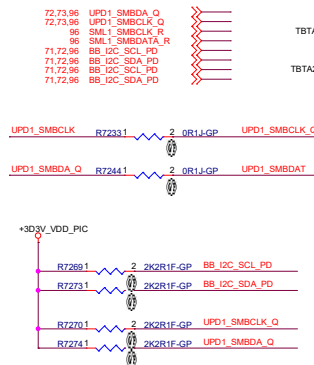 72,73,96 UPD1_SMBDA_Q
72,73,96 UPD1_SMBCLK_Q
96 SML1_SMBCLK_R
96 SML1_SMBDATA_R
71,72,96 BB_I2C_SCL_PD
71,72,96 BB_I2C_SDA_PD
71,72,96 BB_I2C_SCL_PD
71,72,96 BB_I2C_SDA_PD
TBTA
TBTA2
UPD1_SMBCLK R7233 1 2 0R1J-GP UPD1_SMBCLK_Q
UPD1_SMBDA_Q R7244 1 2 0R1J-GP UPD1_SMBDAT
+3D3V_VDD_PIC
R7269 1 2 2K2R1F-GP BB_I2C_SCL_PD
R7273 1 2 2K2R1F-GP BB_I2C_SDA_PD
R7270 1 2 2K2R1F-GP UPD1_SMBCLK_Q
R7274 1 2 2K2R1F-GP UPD1_SMBDA_Q